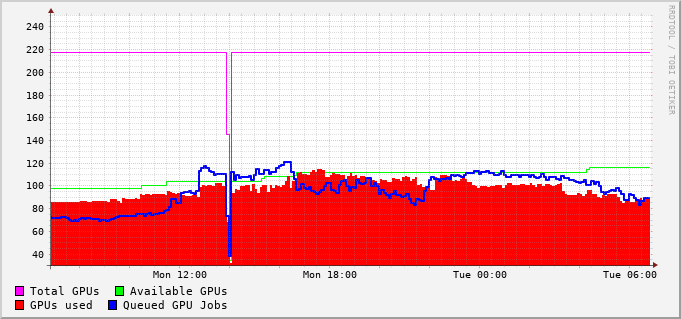 240
220
200
180
160
140
120
100
80
60
40
Mon 12:00 Mon 18:00 Tue 00:00 Tue 06:00
Total GPUs Available GPUs
GPUs used Queued GPU Jobs
RRDTOOL / TOBI OETIKER